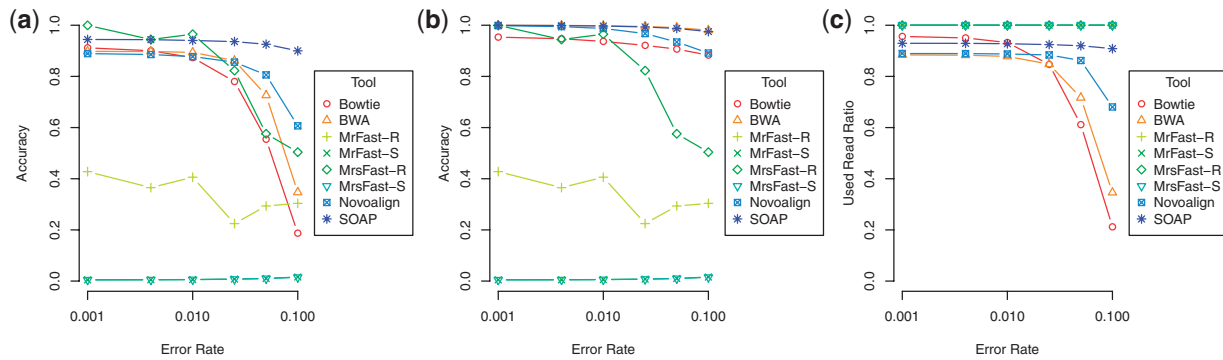 (a)
Accuracy
1.0
0.8
0.6
0.4
0.2
0.0
0.001
0.010
0.100
Error Rate
Tool
Bowtie
BWA
MrFast−R
MrFast−S
MrsFast−R
MrsFast−S
Novoalign
SOAP
(b)
Accuracy
1.0
0.8
0.6
0.4
0.2
0.0
0.001
0.010
0.100
Error Rate
Tool
Bowtie
BWA
MrFast−R
MrFast−S
MrsFast−R
MrsFast−S
Novoalign
SOAP
(c)
Used Read Ratio
1.0
0.8
0.6
0.4
0.2
0.0
0.001
0.010
0.100
Error Rate
Tool
Bowtie
BWA
MrFast−R
MrFast−S
MrsFast−R
MrsFast−S
Novoalign
SOAP